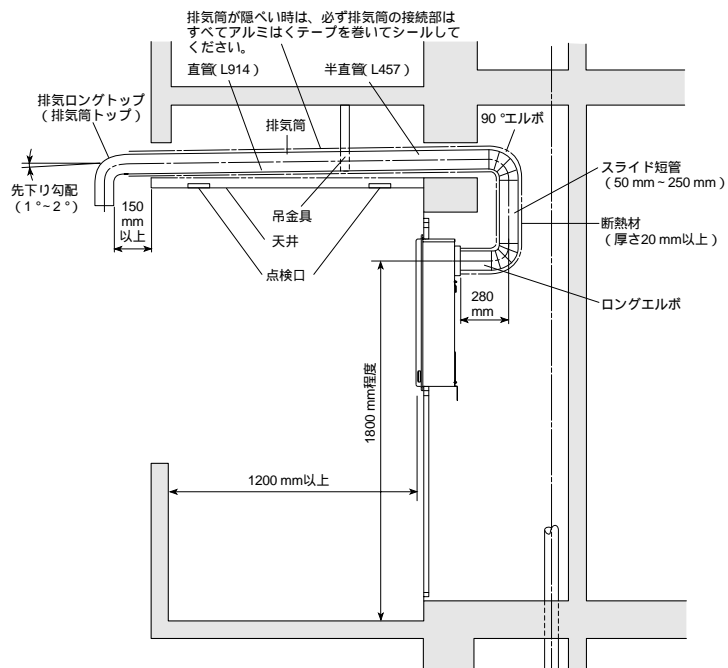 排気筒が隠ぺい時は、必ず排気筒の接続部は
すべてアルミはくテープを巻いてシールして
ください。
直管(L914)
半直管(L457)
排気ロングトップ
(排気筒トップ)
排気筒
90°エルボ
スライド短管
(50 mm~250 mm)
先下り勾配
(1°~2°)
150
mm
以上
吊金具
天井
点検口
断熱材
(厚さ20 mm以上)
280
mm
ロングエルボ
1800 mm程度
1200 mm以上